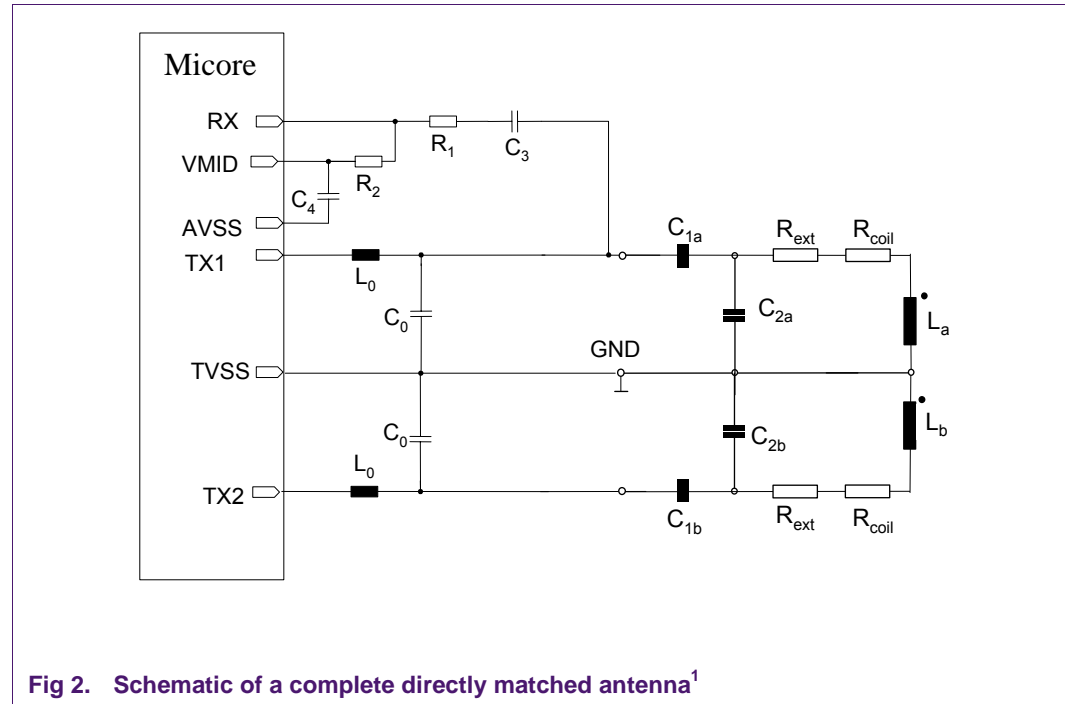 Micore
RX
R1
C3
VMID
R2
C4
AVSS
TX1
L0
C1a
Rext
Rcoil
C0
C2a
La
GND
TVSS
C0
C2b
Lb
L0
TX2
C1b
Rext
Rcoil
Fig 2. Schematic of a complete directly matched antenna1